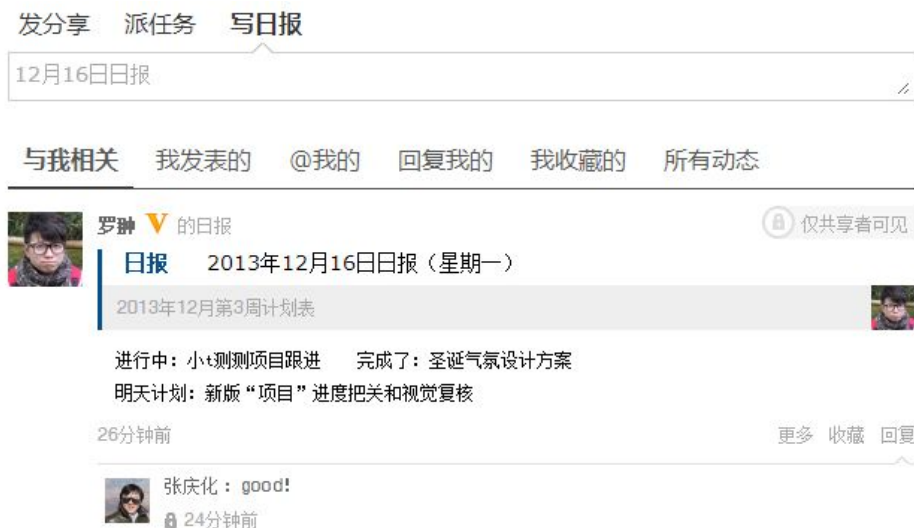 发分享 派任务 写日报
12月16日日报
与我相关 我发表的 @我的 回复我的 我收藏的 所有动态
罗翀 V 的日报 仅共享者可见
日报 2013年12月16日日报（星期一）
2013年12月第3周计划表
进行中：小t测测项目跟进 完成了：圣诞气氛设计方案
明天计划：新版“项目”进度把关和视觉复核
26分钟前 更多 收藏 回复
张庆化：good!
24分钟前